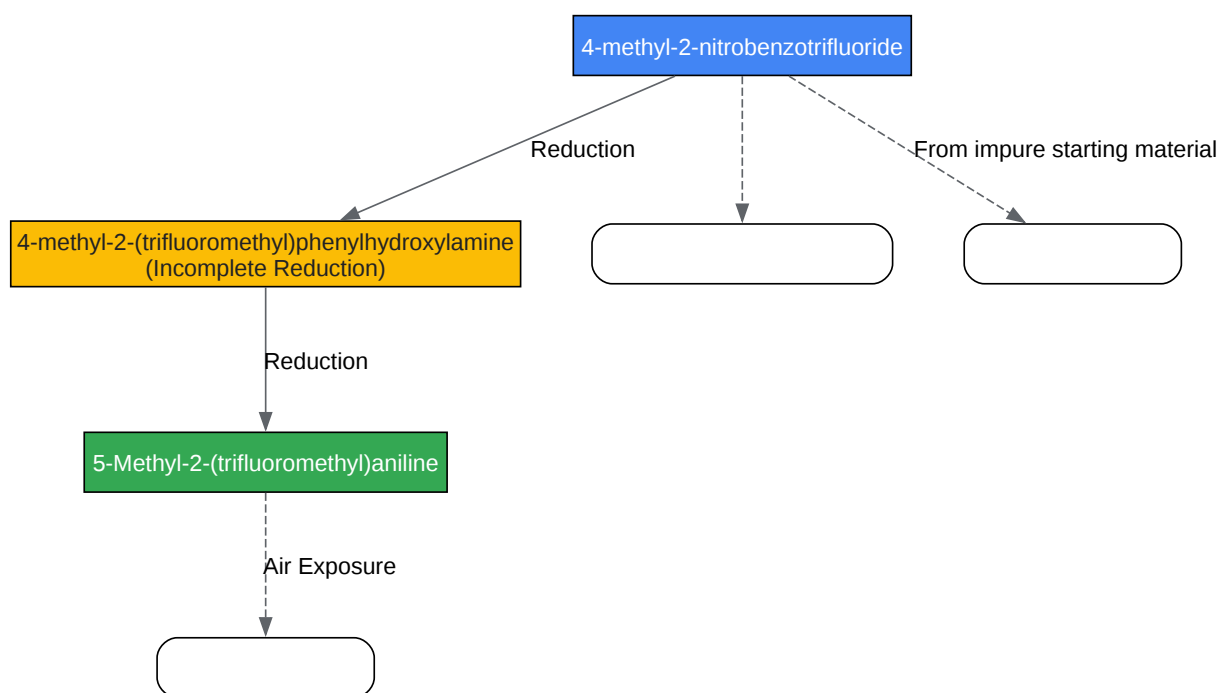 4-methyl-2-nitrobenzotrifluoride
Reduction
From impure starting material
4-methyl-2-(trifluoromethyl)phenylhydroxylamine
(Incomplete Reduction)
Reduction
5-Methyl-2-(trifluoromethyl)aniline
Air Exposure